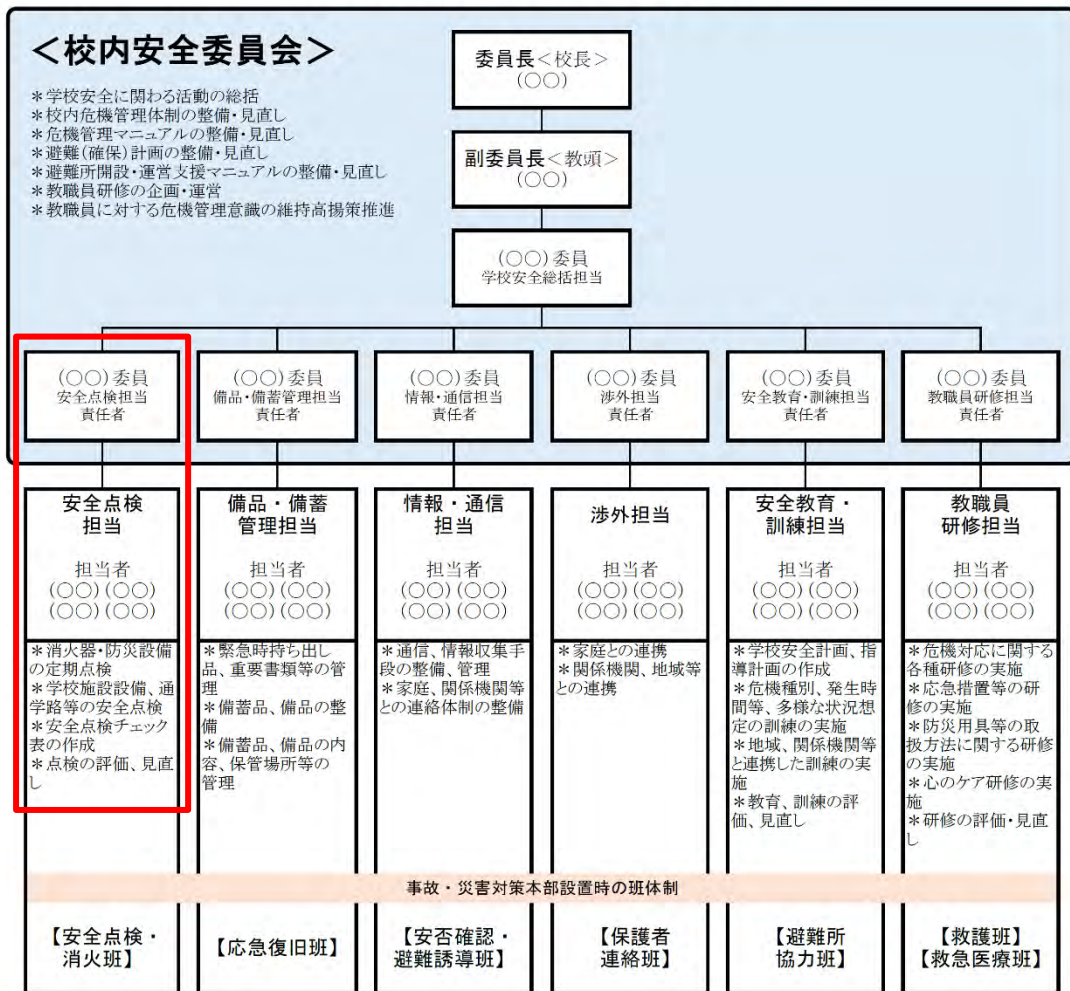 ＜校内安全委員会＞
＊学校安全に関わる活動の総括
＊校内危機管理体制の整備・見直し
＊危機管理マニュアルの整備・見直し
＊避難(確保)計画の整備・見直し
＊避難所開設・運営支援マニュアルの整備・見直し
＊教職員研修の企画・運営
＊教職員に対する危機管理意識の維持高揚策推進
委員長＜校長＞
(○○)
副委員長＜教頭＞
(○○)
(○○)委員
学校安全総括担当
(○○)委員
安全点検担当
責任者
(○○)委員
備品・備蓄管理担当
責任者
(○○)委員
情報・通信担当
責任者
(○○)委員
渉外担当
責任者
(○○)委員
安全教育・訓練担当
責任者
(○○)委員
教職員研修担当
責任者
安全点検
担当
担当者
(○○)(○○)
(○○)(○○)
＊消火器・防災設備
の定期点検
＊学校施設設備、通
学路等の安全点検
＊安全点検チェック
表の作成
＊点検の評価、見直
し
備品・備蓄
管理担当
担当者
(○○)(○○)
(○○)(○○)
＊緊急時持ち出し
品、重要書類等の管
理
＊備蓄品、備品の整
備
＊備蓄品、備品の内
容、保管場所等の
管理
情報・通信
担当
担当者
(○○)(○○)
(○○)(○○)
＊通信、情報収集手
段の整備、管理
＊家庭、関係機関等
との連絡体制の整備
渉外担当
担当者
(○○)(○○)
(○○)(○○)
＊家庭との連携
＊関係機関、地域等
との連携
安全教育・
訓練担当
担当者
(○○)(○○)
(○○)(○○)
＊学校安全計画、指
導計画の作成
＊危機種別、発生時
間等、多様な状況想
定の訓練の実施
＊地域、関係機関等
と連携した訓練の実
施
＊教育、訓練の評
価、見直し
教職員
研修担当
担当者
(○○)(○○)
(○○)(○○)
＊危機対応に関する
各種研修の実施
＊応急措置等の研
修の実施
＊防災用具等の取
扱方法に関する研修
の実施
＊心のケア研修の実
施
＊研修の評価・見直
し
事故・災害対策本部設置時の班体制
【安全点検・
消火班】
【応急復旧班】
【安否確認・
避難誘導班】
【保護者
連絡班】
【避難所
協力班】
【救護班】
【救急医療班】